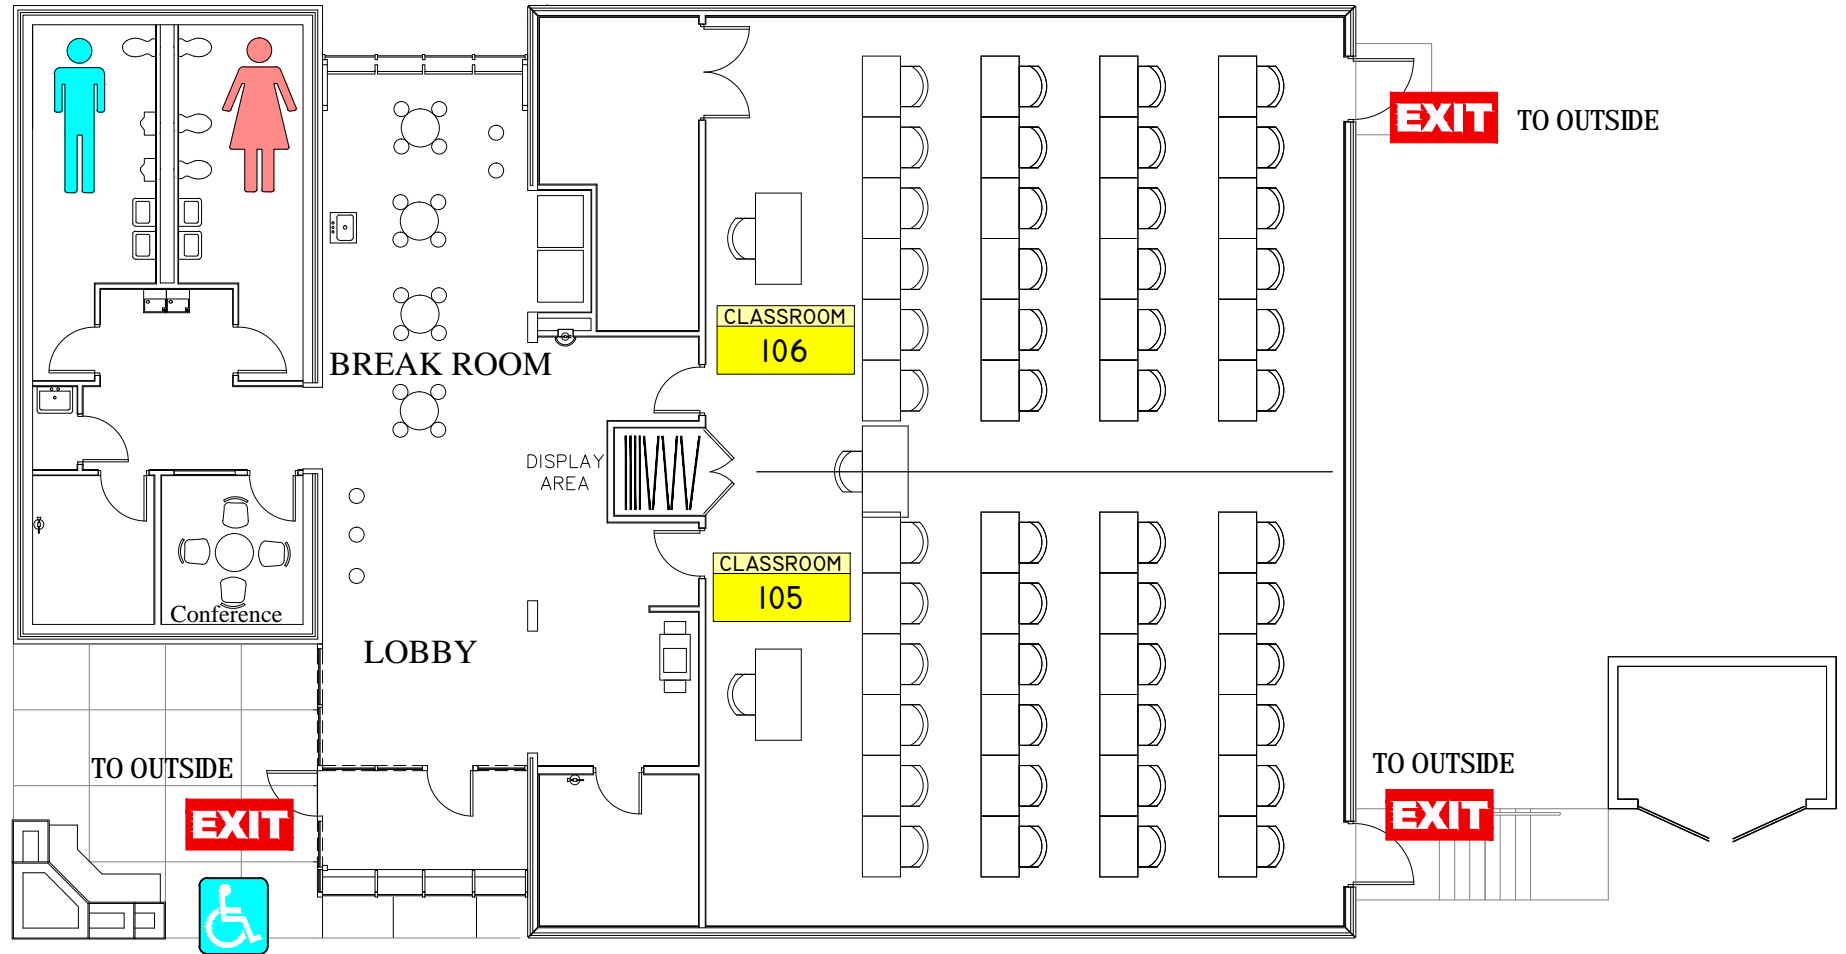 EXIT
TO OUTSIDE
CLASSROOM
106
BREAK ROOM
DISPLAY
AREA
CLASSROOM
105
Conference
LOBBY
TO OUTSIDE
EXIT
TO OUTSIDE
EXIT